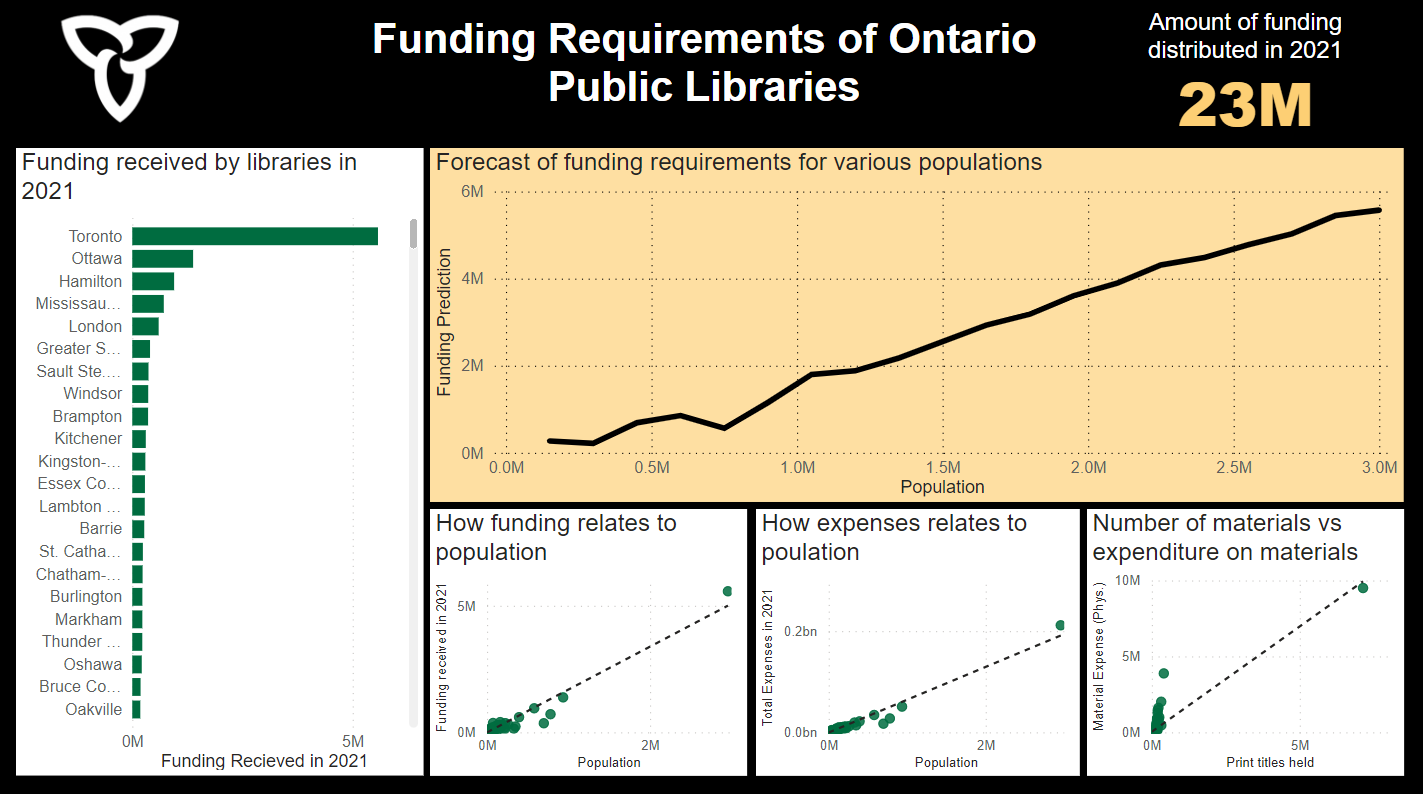 Funding Requirements of Ontario
Public Libraries
Amount of funding
distributed in 2021
23M
Funding received by libraries in
2021
Toronto
Ottawa
Hamilton
Mississau…
London
Greater S…
Sault Ste.…
Windsor
Brampton
Kitchener
Kingston-…
Essex Co…
Lambton …
Barrie
St. Catha…
Chatham-…
Burlington
Markham
Thunder …
Oshawa
Bruce Co…
Oakville
0M 5M
Funding Recieved in 2021
Forecast of funding requirements for various populations
Funding Prediction
6M
4M
2M
0M
0.0M 0.5M 1.0M 1.5M 2.0M 2.5M 3.0M
Population
How funding relates to
population
Funding received in 2021
5M
0M
0M 2M
Population
How expenses relates to
poulation
Total Expenses in 2021
0.2bn
0.0bn
0M 2M
Population
Number of materials vs
expenditure on materials
Material Expense (Phys.)
10M
5M
0M
0M 5M
Print titles held